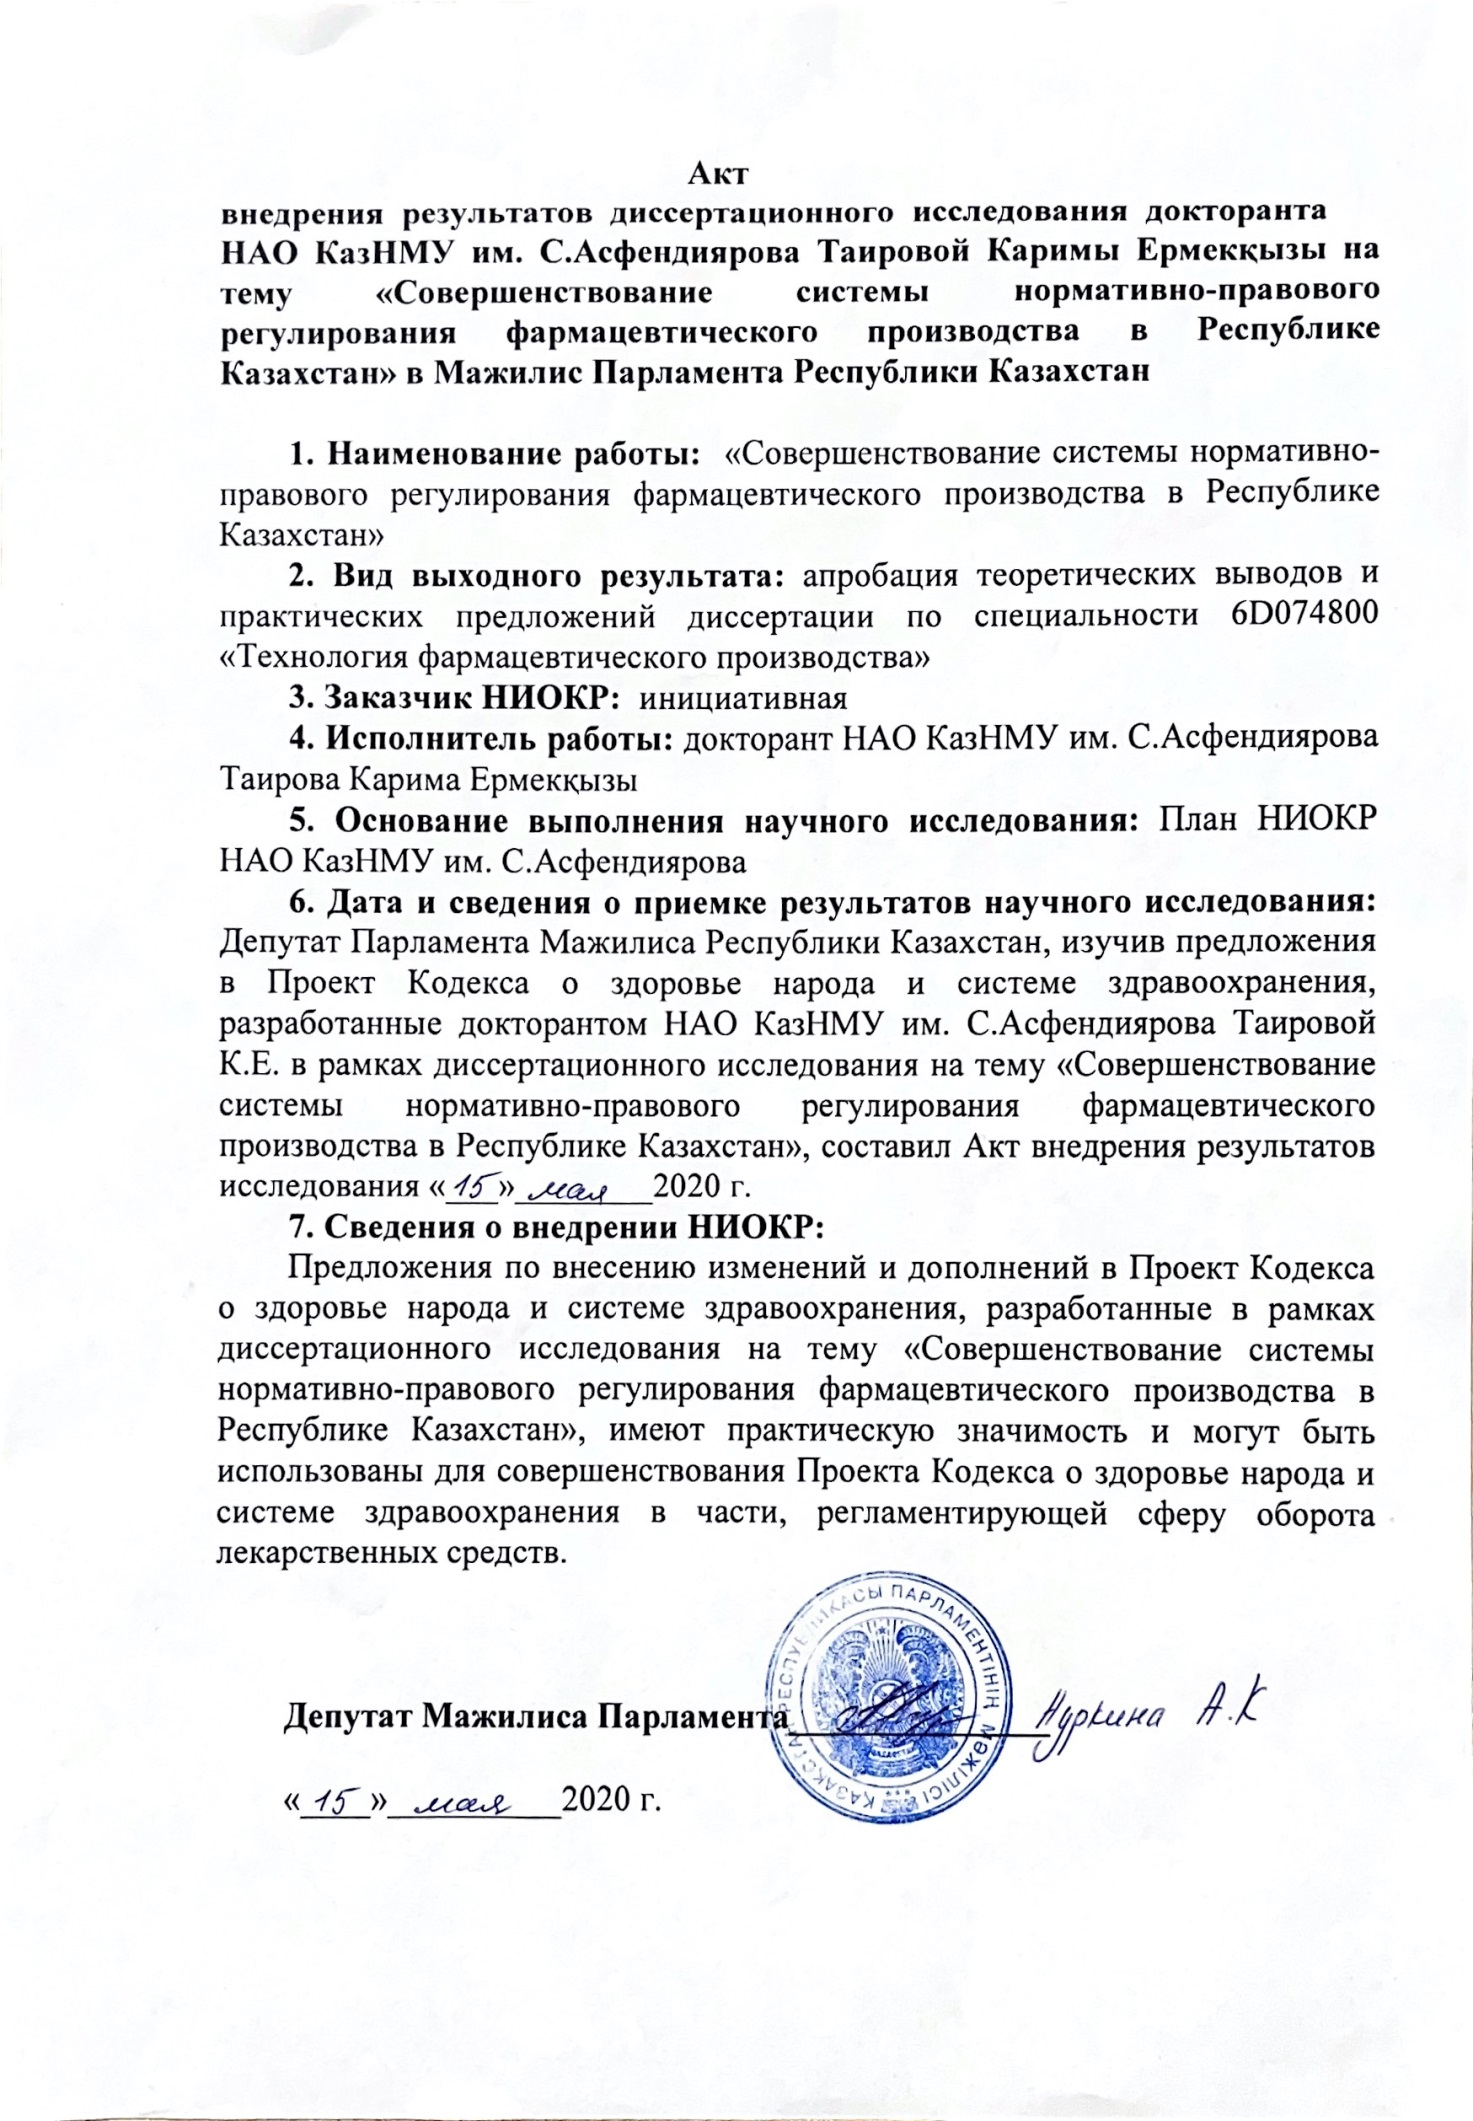 Акт
внедрения результатов диссертационного исследования докторанта
НАО КазНМУ им. С.Асфендиярова Таировой Каримы Ермекқызы на
тему «Совершенствование системы нормативно-правового
регулирования фармацевтического производства в Республике
Казахстан» в Мажилис Парламента Республики Казахстан
1. Наименование работы: «Совершенствование системы нормативно-
правового регулирования фармацевтического производства в Республике
Казахстан»
2. Вид выходного результата: апробация теоретических выводов и
практических предложений диссертации по специальности 6D074800
«Технология фармацевтического производства»
3. Заказчик НИОКР: инициативная
4. Исполнитель работы: докторант НАО КазНМУ им. С.Асфендиярова
Таирова Карима Ермекқызы
5. Основание выполнения научного исследования: План НИОКР
НАО КазНМУ им. С.Асфендиярова
6. Дата и сведения о приемке результатов научного исследования:
Депутат Парламента Мажилиса Республики Казахстан, изучив предложения
в Проект Кодекса о здоровье народа и системе здравоохранения,
разработанные докторантом НАО КазНМУ им. С.Асфендиярова Таировой
К.Е. в рамках диссертационного исследования на тему «Совершенствование
системы нормативно-правового регулирования фармацевтического
производства в Республике Казахстан», составил Акт внедрения результатов
исследования «15» мая 2020 г.
7. Сведения о внедрении НИОКР:
Предложения по внесению изменений и дополнений в Проект Кодекса
о здоровье народа и системе здравоохранения, разработанные в рамках
диссертационного исследования на тему «Совершенствование системы
нормативно-правового регулирования фармацевтического производства в
Республике Казахстан», имеют практическую значимость и могут быть
использованы для совершенствования Проекта Кодекса о здоровье народа и
системе здравоохранения в части, регламентирующей сферу оборота
лекарственных средств.
ҚАЗАҚСТАН РЕСПУБЛИКАСЫ ПАРЛАМЕНТІНІҢ МӘЖІЛІСІ
Депутат Мажилиса Парламента Нуркина А.К
«15» мая 2020 г.